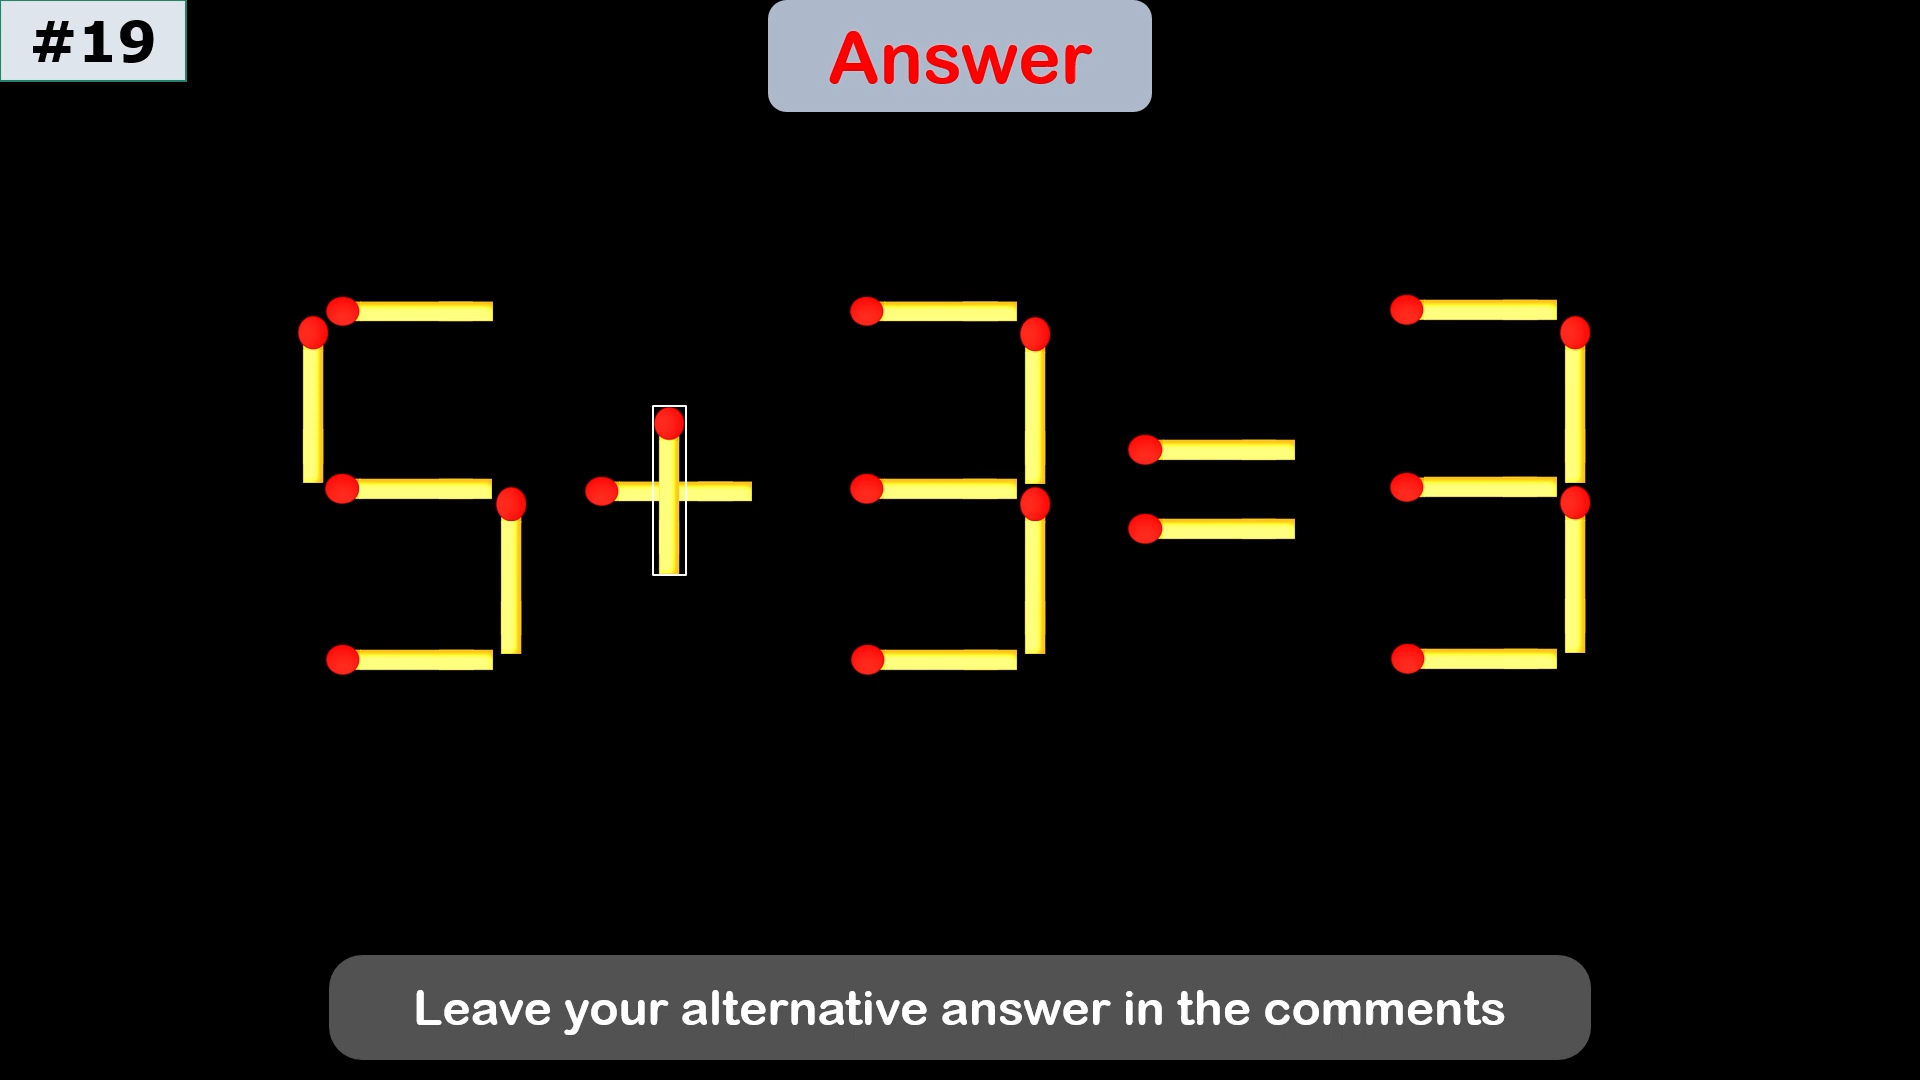 #19
Answer
5 + 3 = 3
Leave your alternative answer in the comments